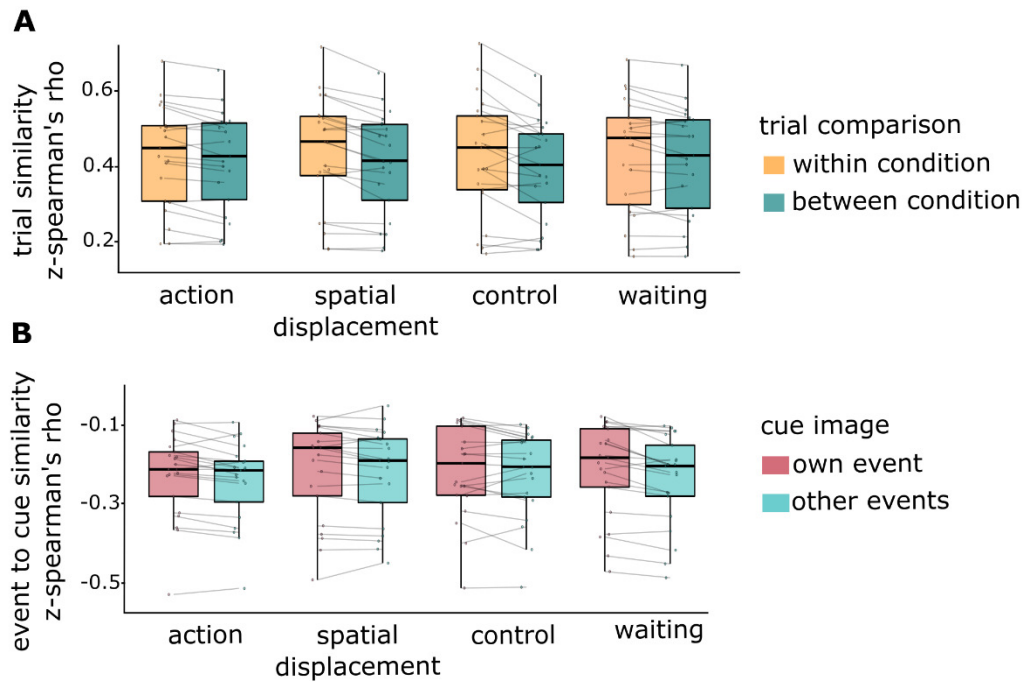 A
trial similarity
z-spearman's rho
0.6
0.4
0.2
action
spatial
displacement
control
waiting
trial comparison
within condition
between condition
B
event to cue similarity
z-spearman's rho
-0.1
-0.3
-0.5
action
spatial
displacement
control
waiting
cue image
own event
other events